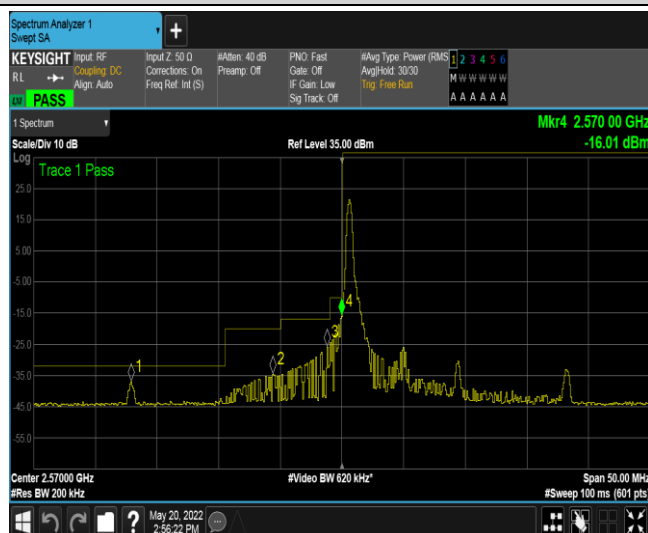 Spectrum Analyzer 1
Swept SA
+
KEYSIGHT
RL
LXI PASS
Input: RF
Coupling: DC
Align: Auto
Input Z: 50 Ω
Corrections: On
Freq Ref: Int (S)
#Atten: 40 dB
Preamp: Off
PNO: Fast
Gate: Off
IF Gain: Low
Sig Track: Off
#Avg Type: Power (RMS
Avg|Hold: 30/30
Trig: Free Run
1 2 3 4 5 6
M W W W W W
A A A A A A
1 Spectrum
Mkr4 2.570 00 GHz
-16.01 dBm
Scale/Div 10 dB
Ref Level 35.00 dBm
Log
Trace 1 Pass
25.0
15.0
5.00
-5.00
-15.0
-25.0
-35.0
-45.0
-55.0
1
2
3
4
Center 2.57000 GHz
#Video BW 620 kHz*
Span 50.00 MHz
#Res BW 200 kHz
#Sweep 100 ms (601 pts)
?
May 20, 2022
2:56:22 PM